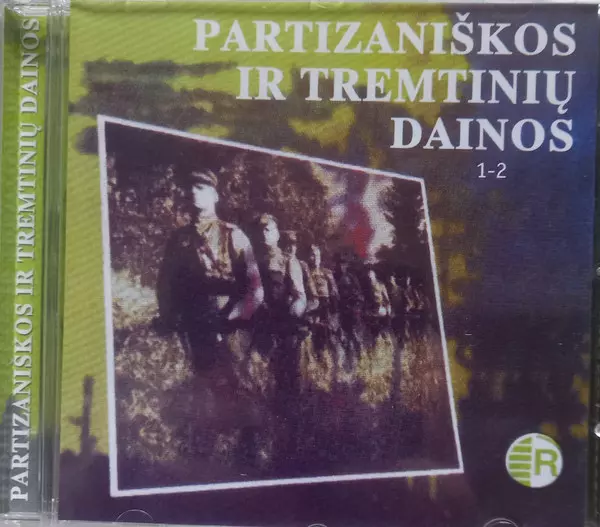 PARTIZANIŠKOS IR TREMTINIŲ DAINOS
PARTIZANIŠKOS
IR TREMTINIŲ
DAINOS
1-2
R